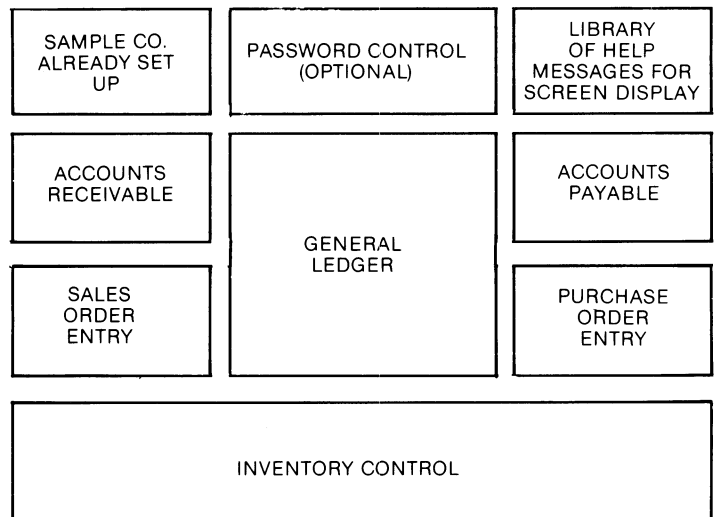 SAMPLE CO.
ALREADY SET
UP
PASSWORD CONTROL
(OPTIONAL)
LIBRARY
OF HELP
MESSAGES FOR
SCREEN DISPLAY
ACCOUNTS
RECEIVABLE
GENERAL
LEDGER
ACCOUNTS
PAYABLE
SALES
ORDER
ENTRY
PURCHASE
ORDER
ENTRY
INVENTORY CONTROL